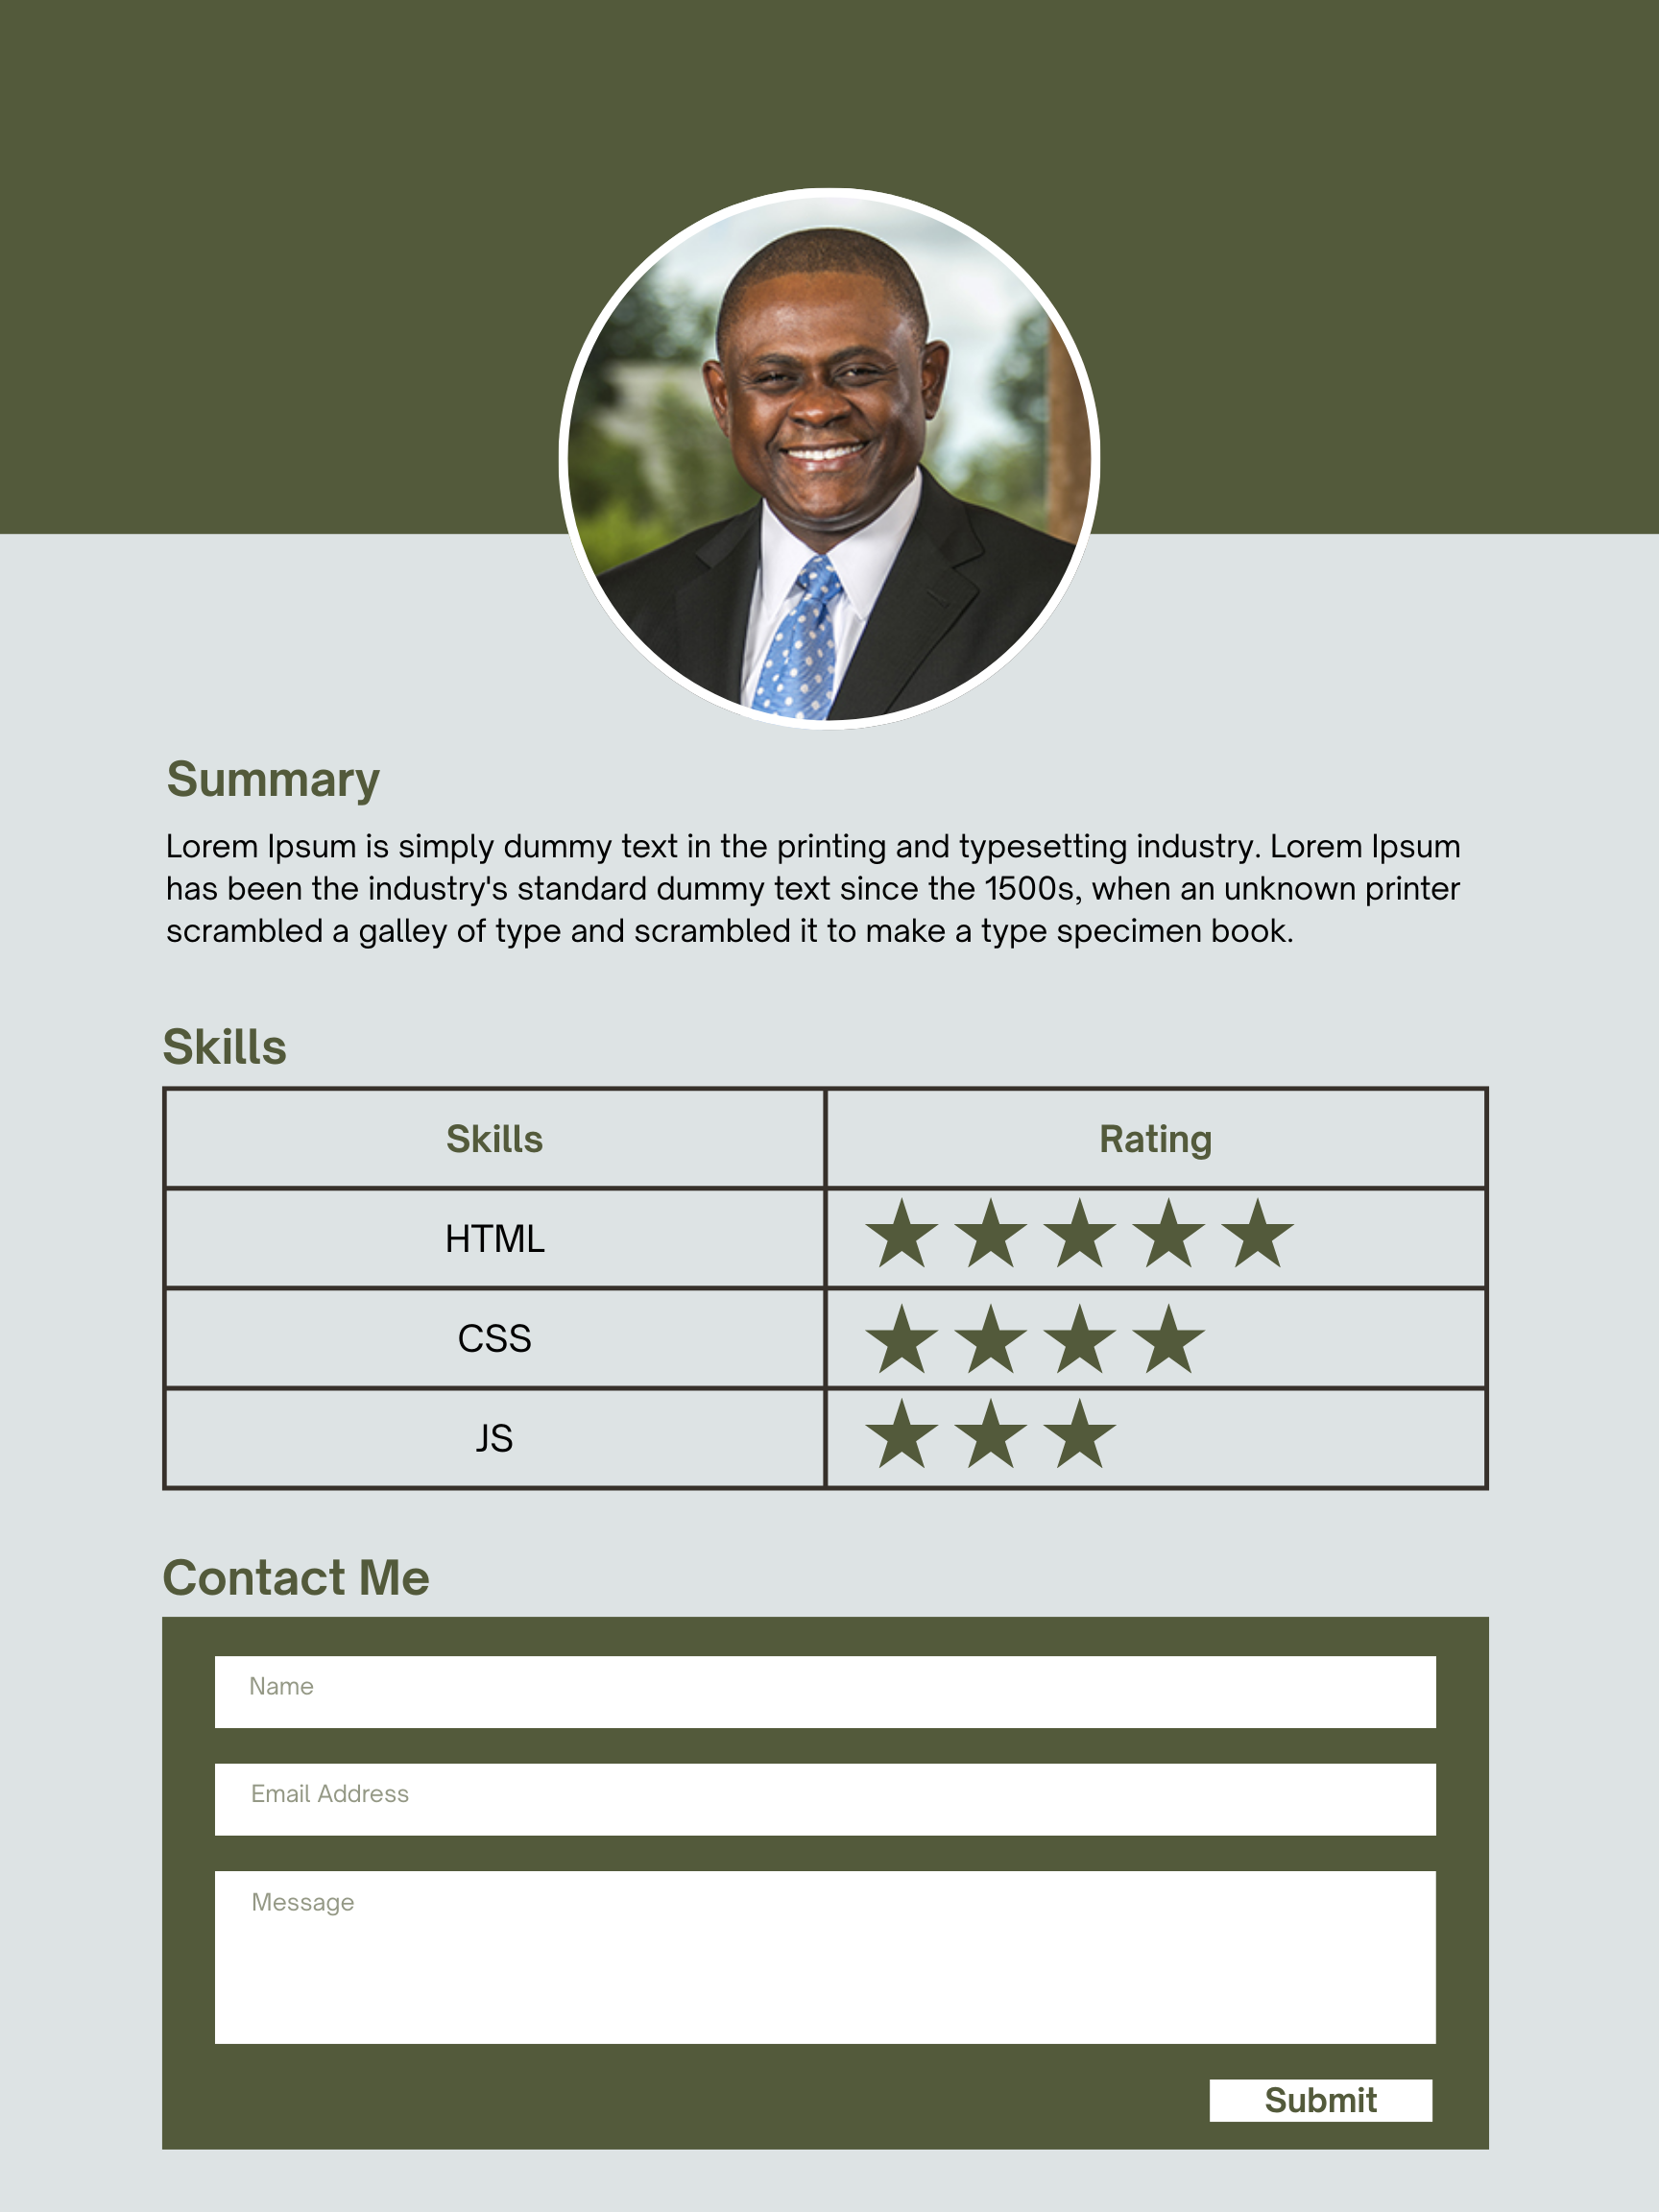 Summary
Lorem Ipsum is simply dummy text in the printing and typesetting industry. Lorem Ipsum
has been the industry's standard dummy text since the 1500s, when an unknown printer
scrambled a galley of type and scrambled it to make a type specimen book.
Skills
Skills Rating
HTML
CSS
JS
Contact Me
Name
Email Address
Message
Submit